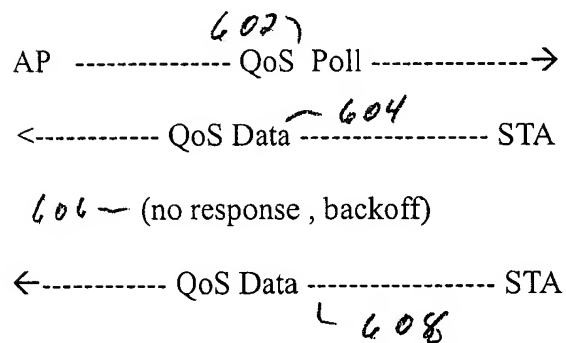 602
AP --------------- QoS Poll ---------------→
<------------ QoS Data ------------------ STA
604
606 — (no response , backoff)
←------------ QoS Data ------------------ STA
608